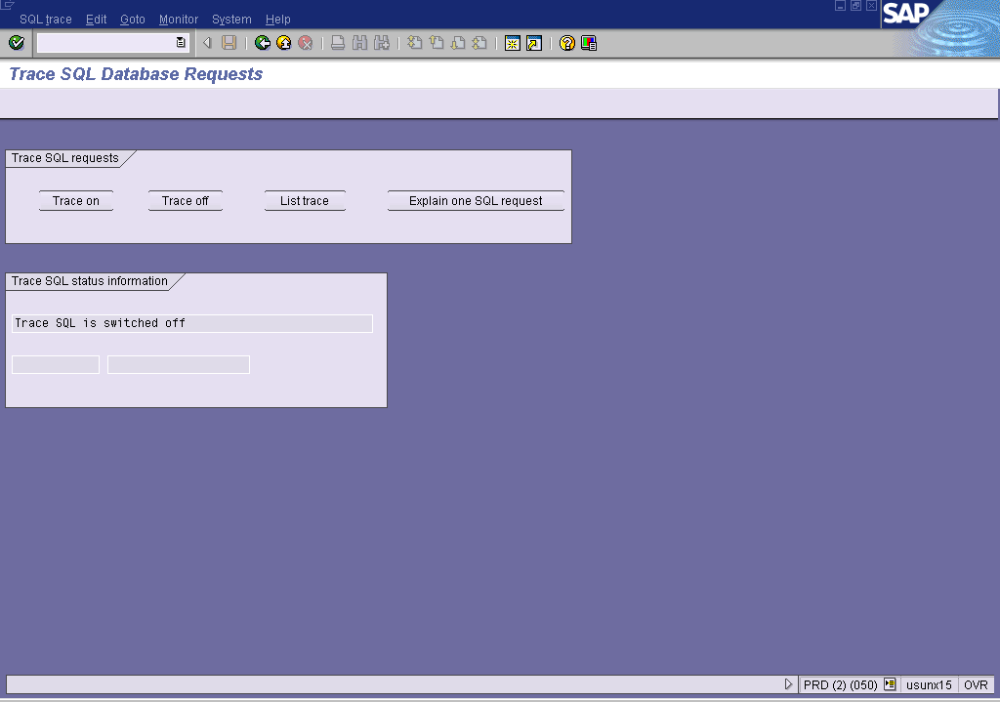 SQL trace Edit Goto Monitor System Help
SAP
Trace SQL Database Requests
Trace SQL requests
Trace on Trace off List trace Explain one SQL request
Trace SQL status information
Trace SQL is switched off
PRD (2) (050) usunx15 OVR